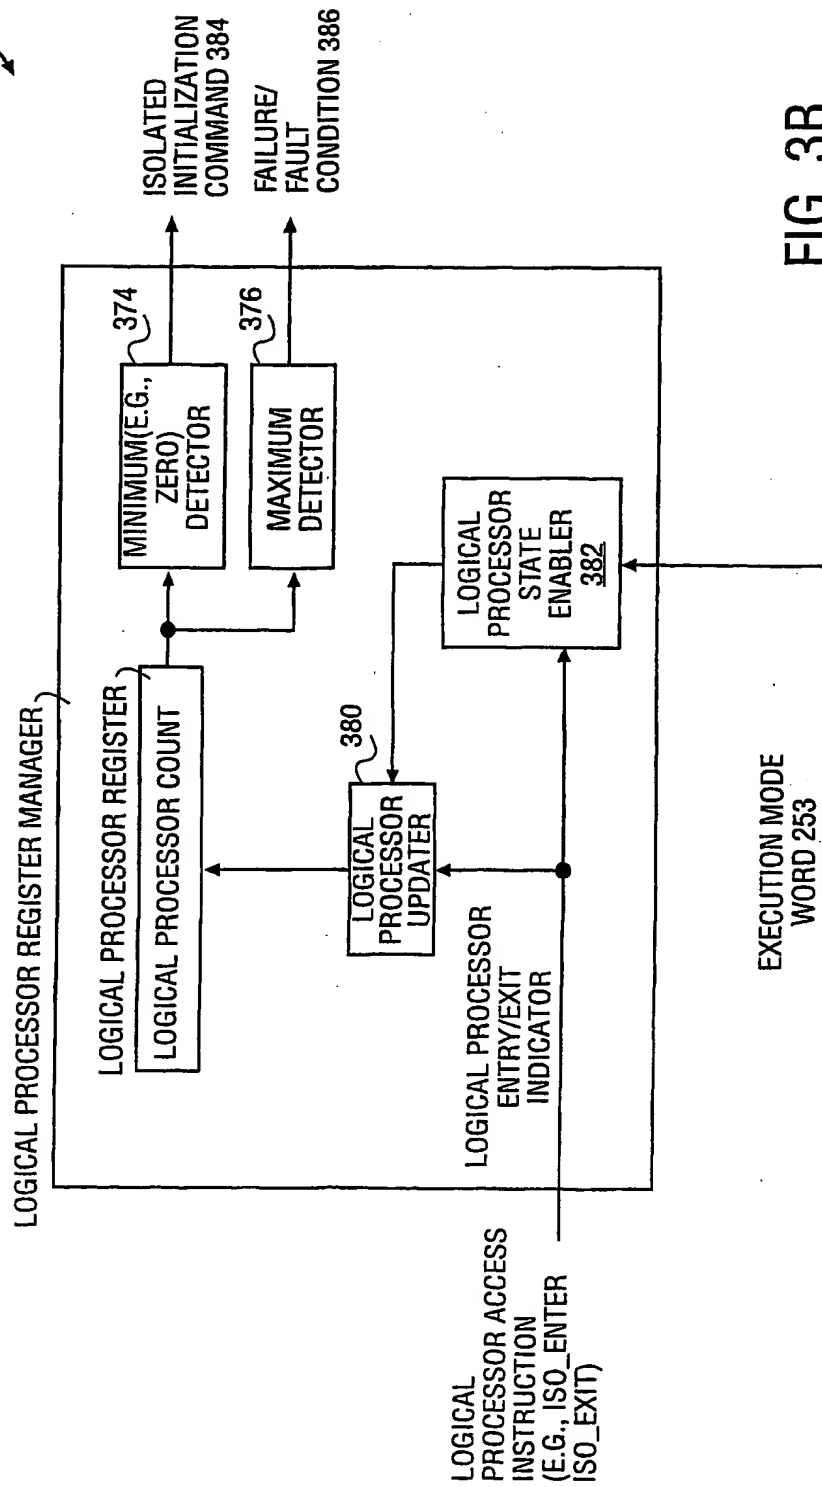 LOGICAL PROCESSOR REGISTER MANAGER
LOGICAL PROCESSOR REGISTER
LOGICAL PROCESSOR COUNT
MINIMUM(E.G.,
ZERO)
DETECTOR
374
ISOLATED
INITIALIZATION
COMMAND 384
MAXIMUM
DETECTOR
376
FAILURE/
FAULT
CONDITION 386
LOGICAL
PROCESSOR
UPDATER
380
LOGICAL
PROCESSOR
STATE
ENABLER
382
LOGICAL PROCESSOR
ENTRY/EXIT
INDICATOR
LOGICAL
PROCESSOR ACCESS
INSTRUCTION
(E.G., ISO_ENTER
ISO_EXIT)
EXECUTION MODE
WORD 253
FIG. 3B